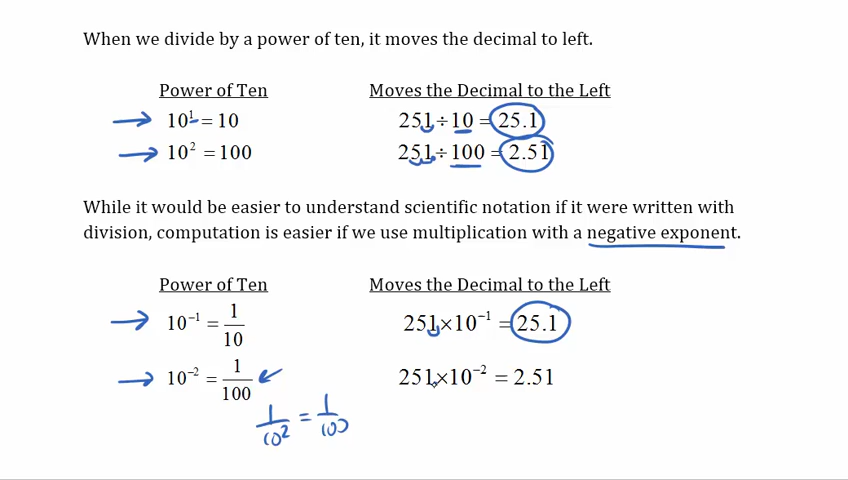 When we divide by a power of ten, it moves the decimal to left.
Power of Ten Moves the Decimal to the Left
10¹ = 10 251 ÷ 10 = 25.1
10² = 100 251 ÷ 100 = 2.51
While it would be easier to understand scientific notation if it were written with
division, computation is easier if we use multiplication with a negative exponent.
Power of Ten Moves the Decimal to the Left
10⁻¹ = 1/10 251 × 10⁻¹ = 25.1
10⁻² = 1/100 251 × 10⁻² = 2.51
1/10² = 1/100